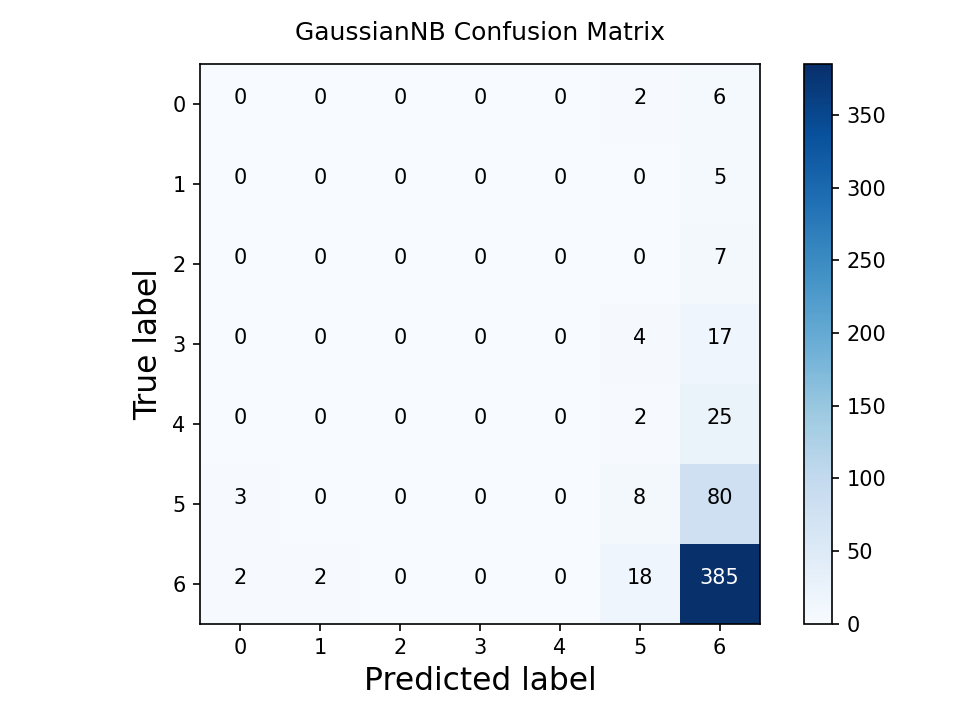 GaussianNB Confusion Matrix
True label
0 0 0 0 0 0 2 6
1 0 0 0 0 0 0 5
2 0 0 0 0 0 0 7
3 0 0 0 0 0 4 17
4 0 0 0 0 0 2 25
5 3 0 0 0 0 8 80
6 2 2 0 0 0 18 385
0 1 2 3 4 5 6
Predicted label
350
300
250
200
150
100
50
0